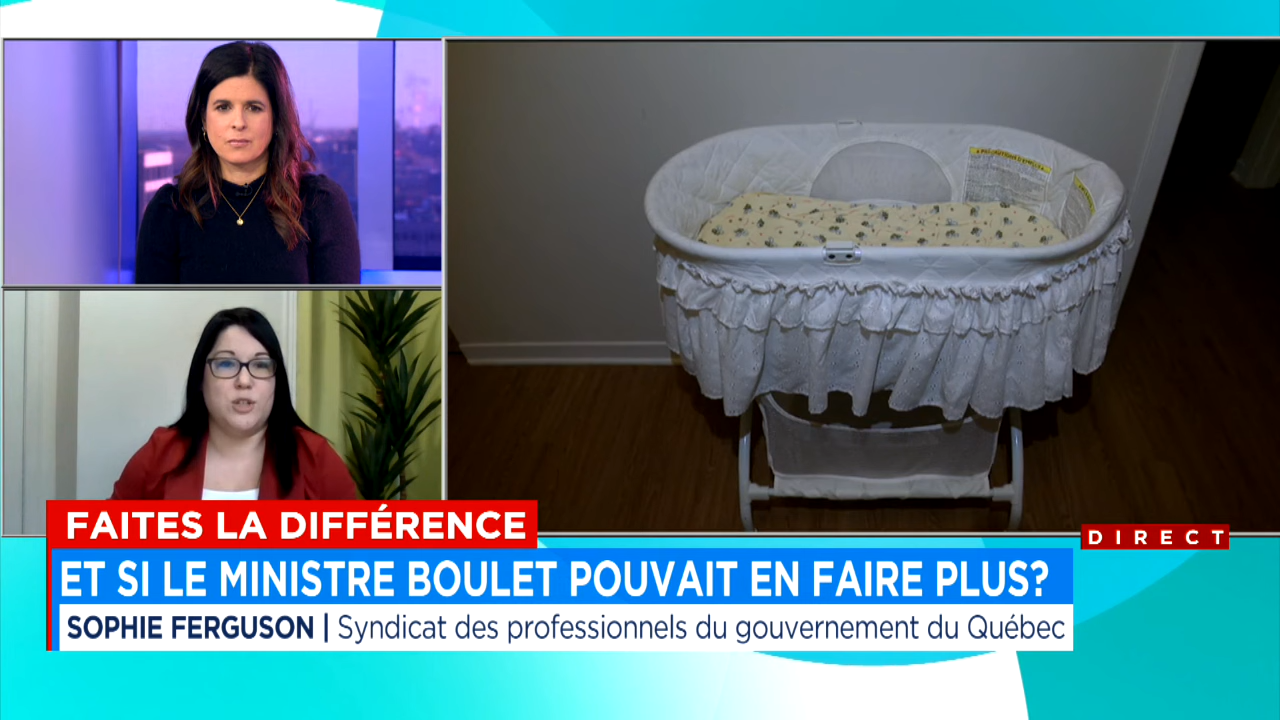 FAITES LA DIFFÉRENCE
ET SI LE MINISTRE BOULET POUVAIT EN FAIRE PLUS?
SOPHIE FERGUSON | Syndicat des professionnels du gouvernement du Québec
DIRECT